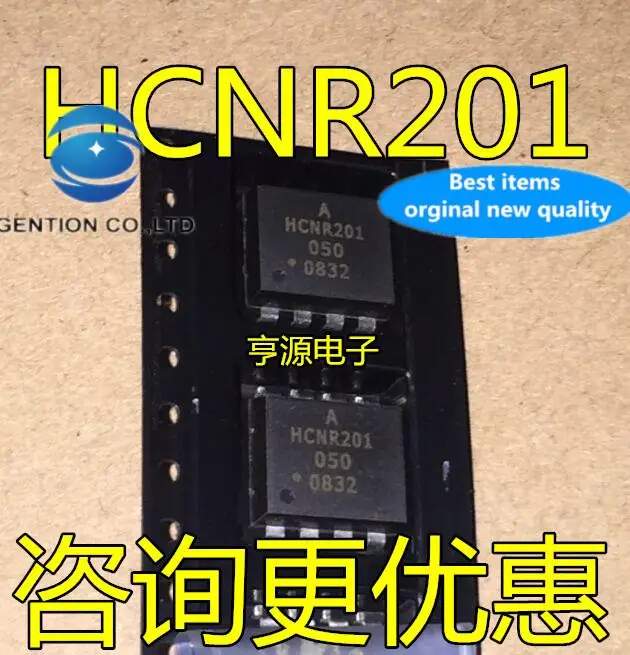 HCNR201
GENTION CO.,LTD
Best items
orginal new quality
A
HCNR201
050
0832
亨源电子
A
HCNR201
050
0832
咨询更优惠